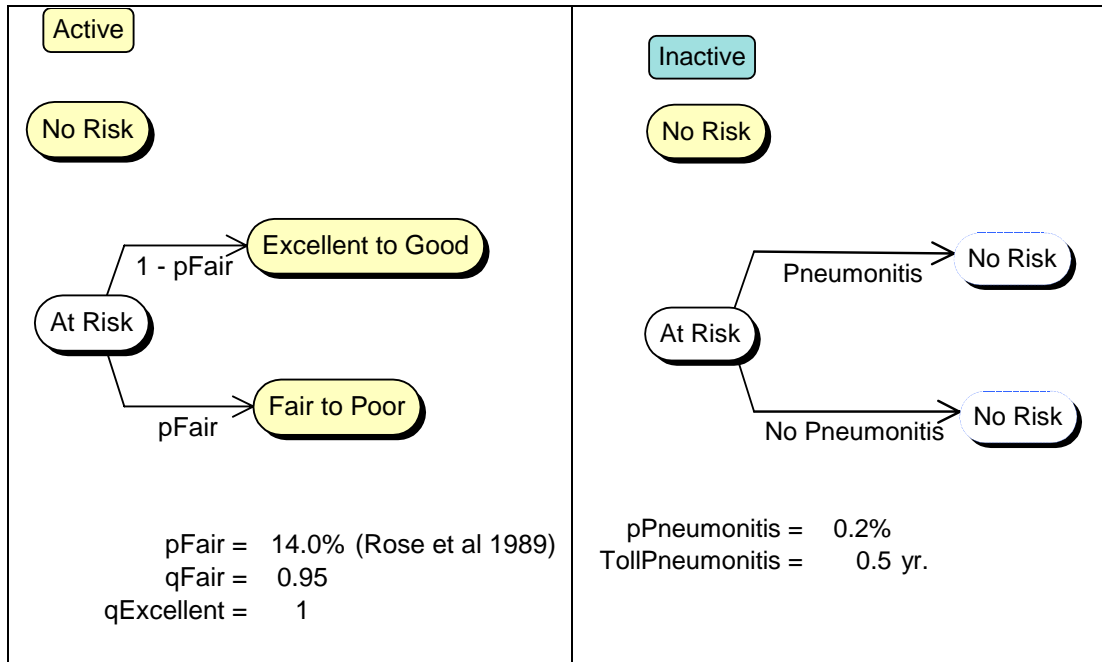 Active
No Risk
Excellent to Good
1 - pFair
At Risk
Fair to Poor
pFair
pFair = 14.0% (Rose et al 1989)
qFair = 0.95
qExcellent = 1
Inactive
No Risk
No Risk
Pneumonitis
At Risk
No Risk
No Pneumonitis
pPneumonitis = 0.2%
TollPneumonitis = 0.5 yr.